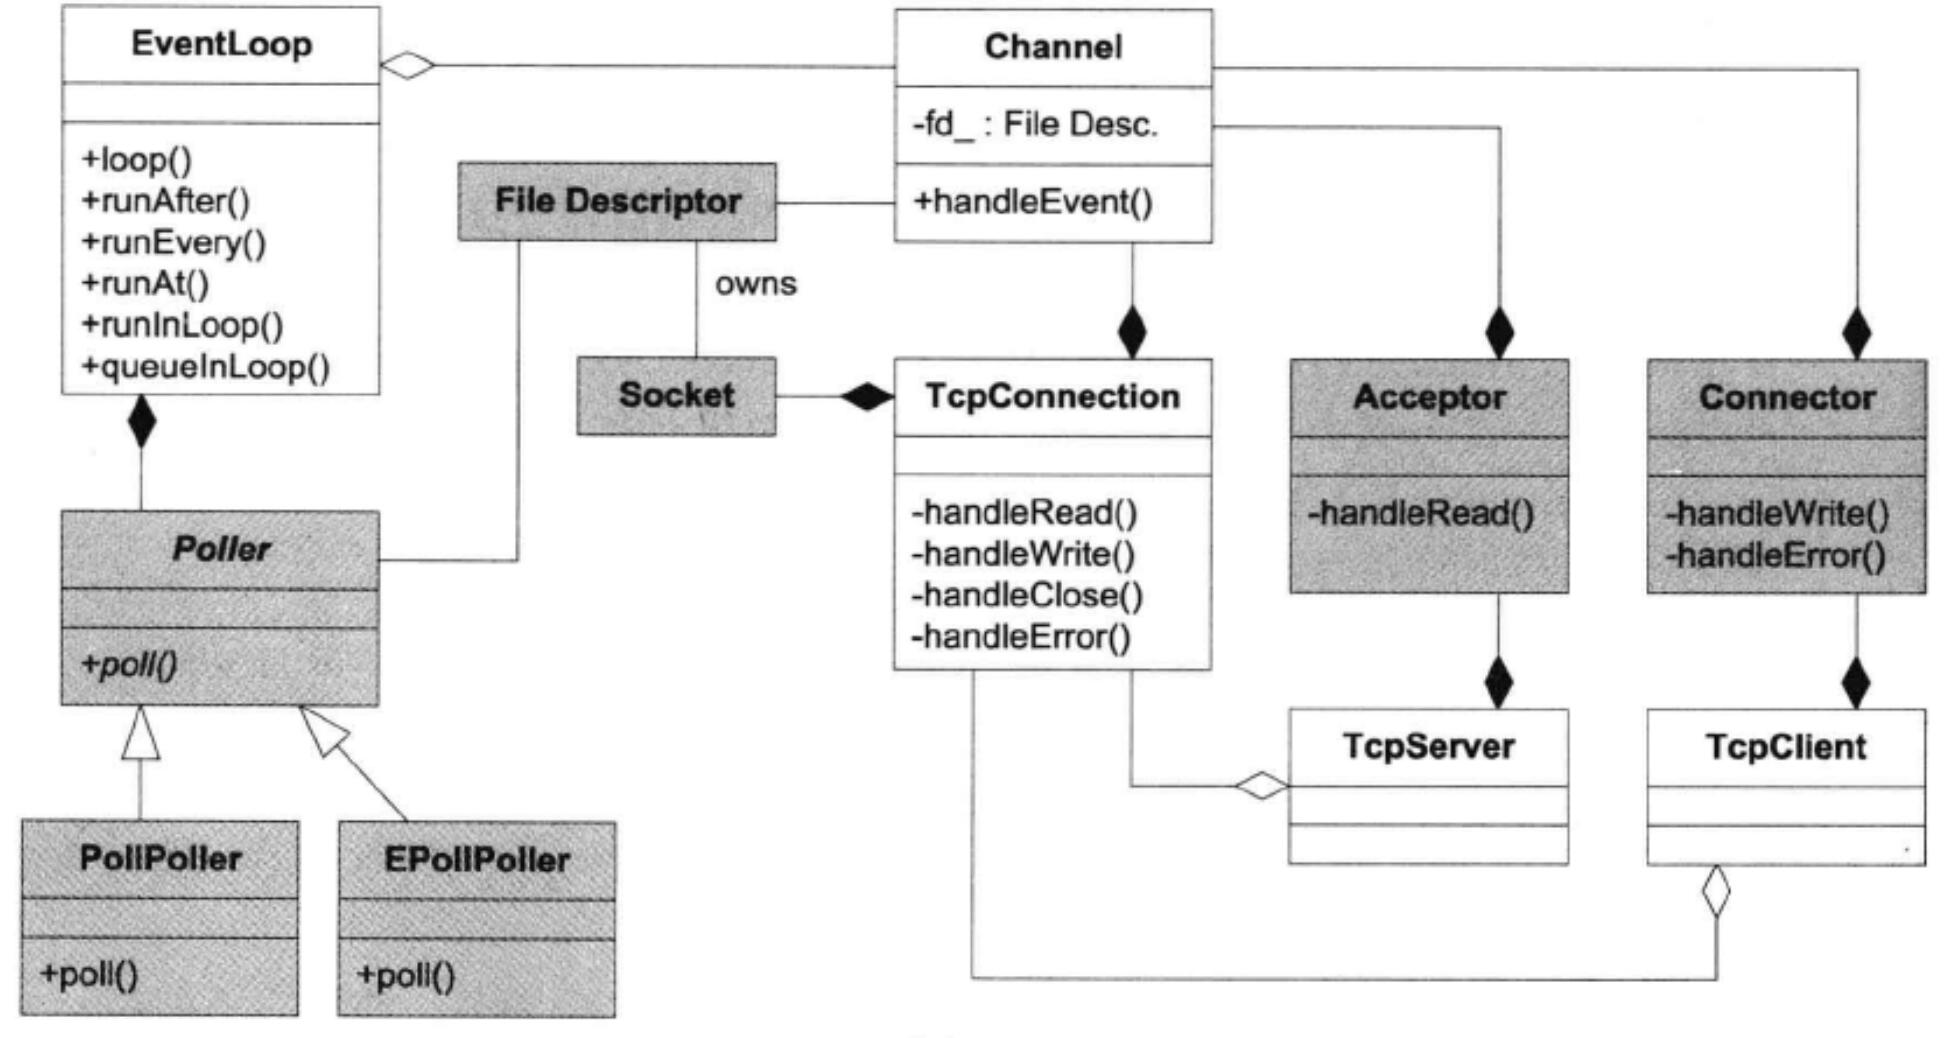 EventLoop
+loop()
+runAfter()
+runEvery()
+runAt()
+runInLoop()
+queueInLoop()
Channel
-fd_ : File Desc.
+handleEvent()
File Descriptor
owns
Socket
TcpConnection
-handleRead()
-handleWrite()
-handleClose()
-handleError()
Acceptor
-handleRead()
Connector
-handleWrite()
-handleError()
Poller
+poll()
TcpServer
TcpClient
PollPoller
+poll()
EPollPoller
+poll()